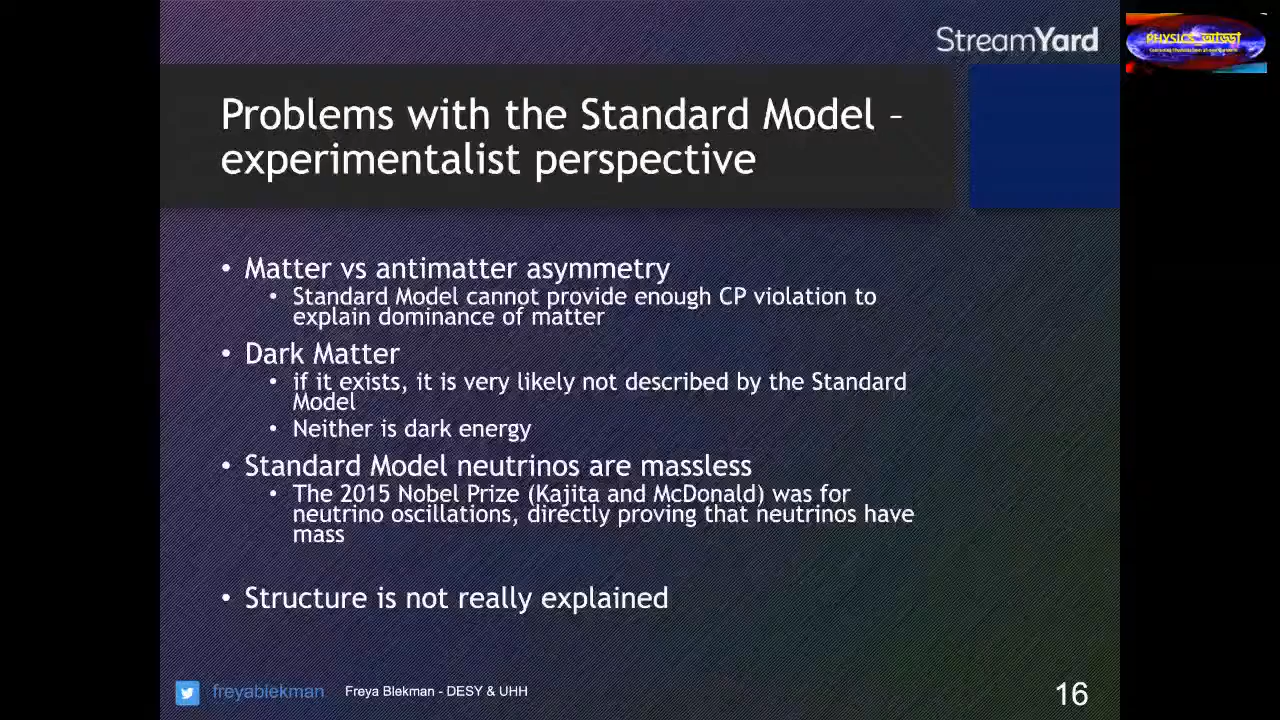 StreamYard
PHYSICS_আড্ডা
Problems with the Standard Model –
experimentalist perspective
• Matter vs antimatter asymmetry
• Standard Model cannot provide enough CP violation to
explain dominance of matter
• Dark Matter
• if it exists, it is very likely not described by the Standard
Model
• Neither is dark energy
• Standard Model neutrinos are massless
• The 2015 Nobel Prize (Kajita and McDonald) was for
neutrino oscillations, directly proving that neutrinos have
mass
• Structure is not really explained
freyablekman
Freya Blekman - DESY & UHH
16